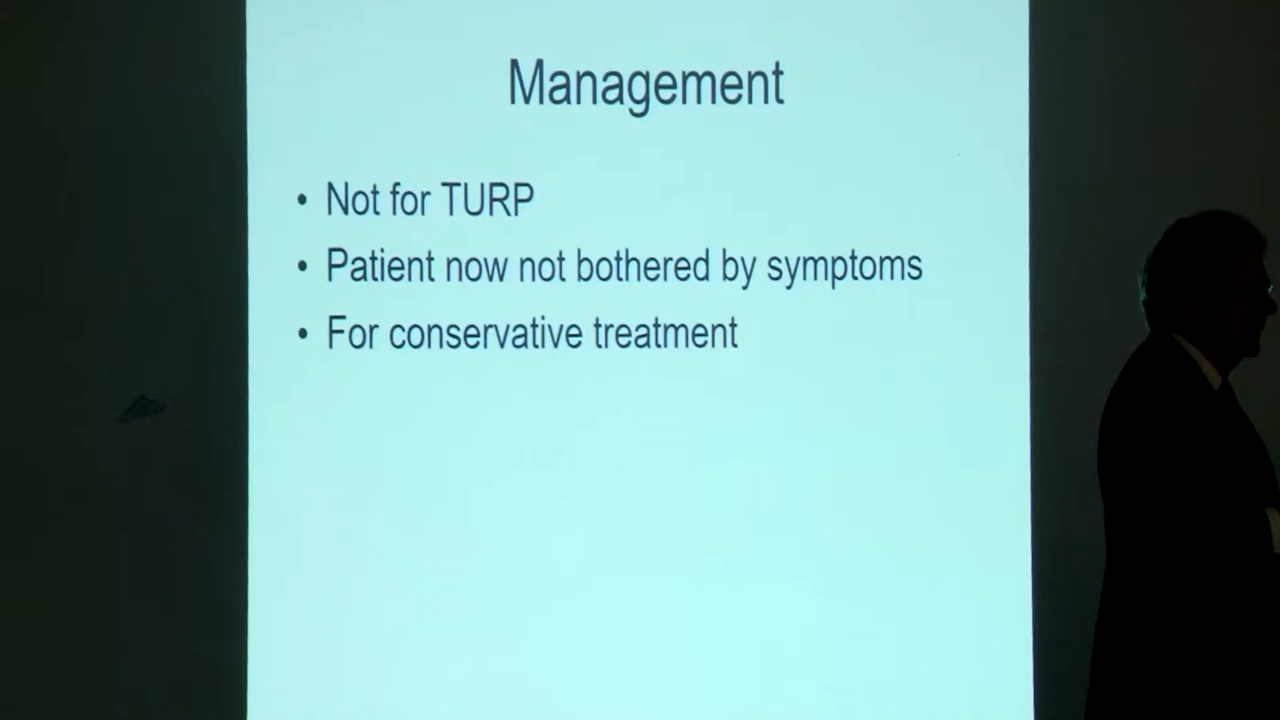 Management
• Not for TURP
• Patient now not bothered by symptoms
• For conservative treatment